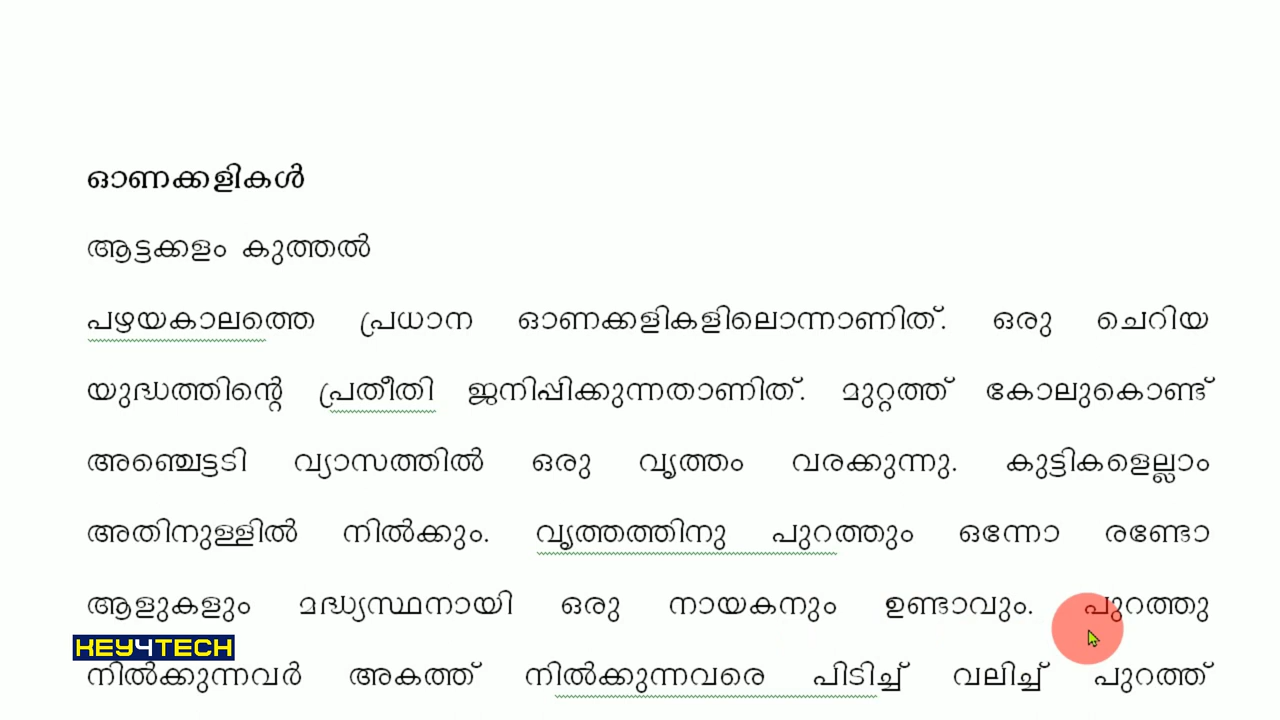 ഓണക്കളികൾ
ആട്ടക്കളം കുത്തൽ
പഴയകാലത്തെ പ്രധാന ഓണക്കളികളിലൊന്നാണിത്. ഒരു ചെറിയ
യുദ്ധത്തിന്റെ പ്രതീതി ജനിപ്പിക്കുന്നതാണിത്. മുറ്റത്ത് കോലുകൊണ്ട്
അഞ്ചെട്ടടി വ്യാസത്തിൽ ഒരു വൃത്തം വരക്കുന്നു. കുട്ടികളെല്ലാം
അതിനുള്ളിൽ നിൽക്കും. വൃത്തത്തിനു പുറത്തും ഒന്നോ രണ്ടോ
ആളുകളും മദ്ധ്യസ്ഥനായി ഒരു നായകനും ഉണ്ടാവും. പുറത്തു
KEY4TECH
നിൽക്കുന്നവർ അകത്ത് നിൽക്കുന്നവരെ പിടിച്ച് വലിച്ച് പുറത്ത്